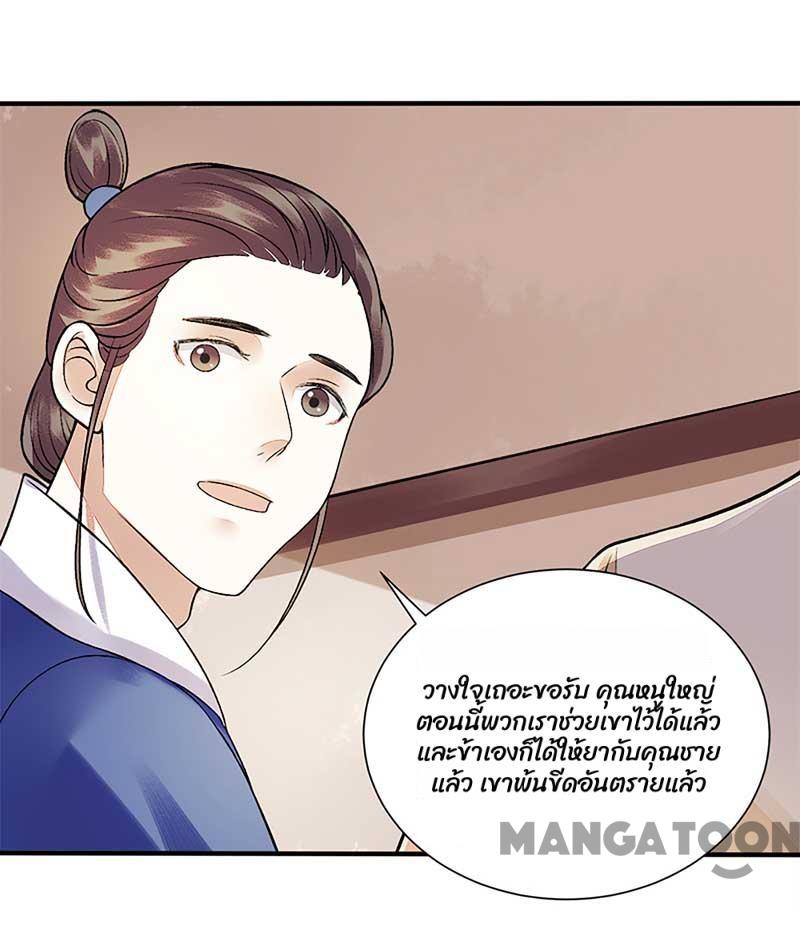 วางใจเถอะขอรับ คุณหนูใหญ่
ตอนนี้พวกเราช่วยเขาไว้ได้แล้ว
และข้าเองก็ได้ให้ยากับคุณชาย
แล้ว เขาพ้นขีดอันตรายแล้ว
MANGATOON